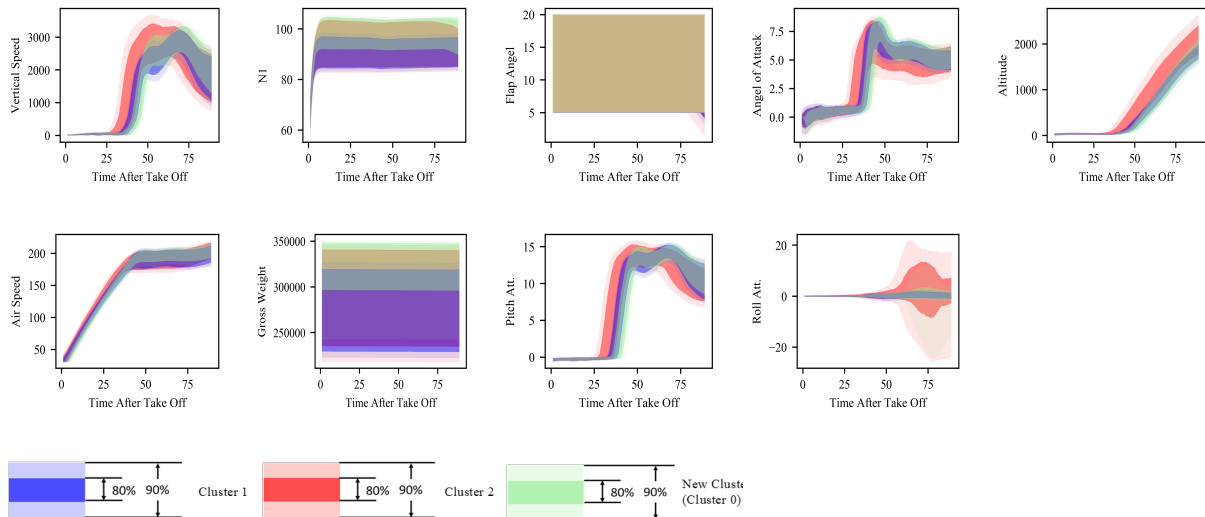 3000
2000
1000
0
Vertical Speed
0 25 50 75
Time After Take Off
100
80
60
N1
0 25 50 75
Time After Take Off
20
15
10
5
Flap Angel
0 25 50 75
Time After Take Off
7.5
5.0
2.5
0.0
Angel of Attack
0 25 50 75
Time After Take Off
2000
1000
0
Altitude
0 25 50 75
Time After Take Off
200
150
100
50
Air Speed
0 25 50 75
Time After Take Off
350000
300000
250000
Gross Weight
0 25 50 75
Time After Take Off
15
10
5
0
Pitch Att.
0 25 50 75
Time After Take Off
20
0
−20
Roll Att.
0 25 50 75
Time After Take Off
80% 90% Cluster 1
80% 90% Cluster 2
80% 90% New Cluste
(Cluster 0)